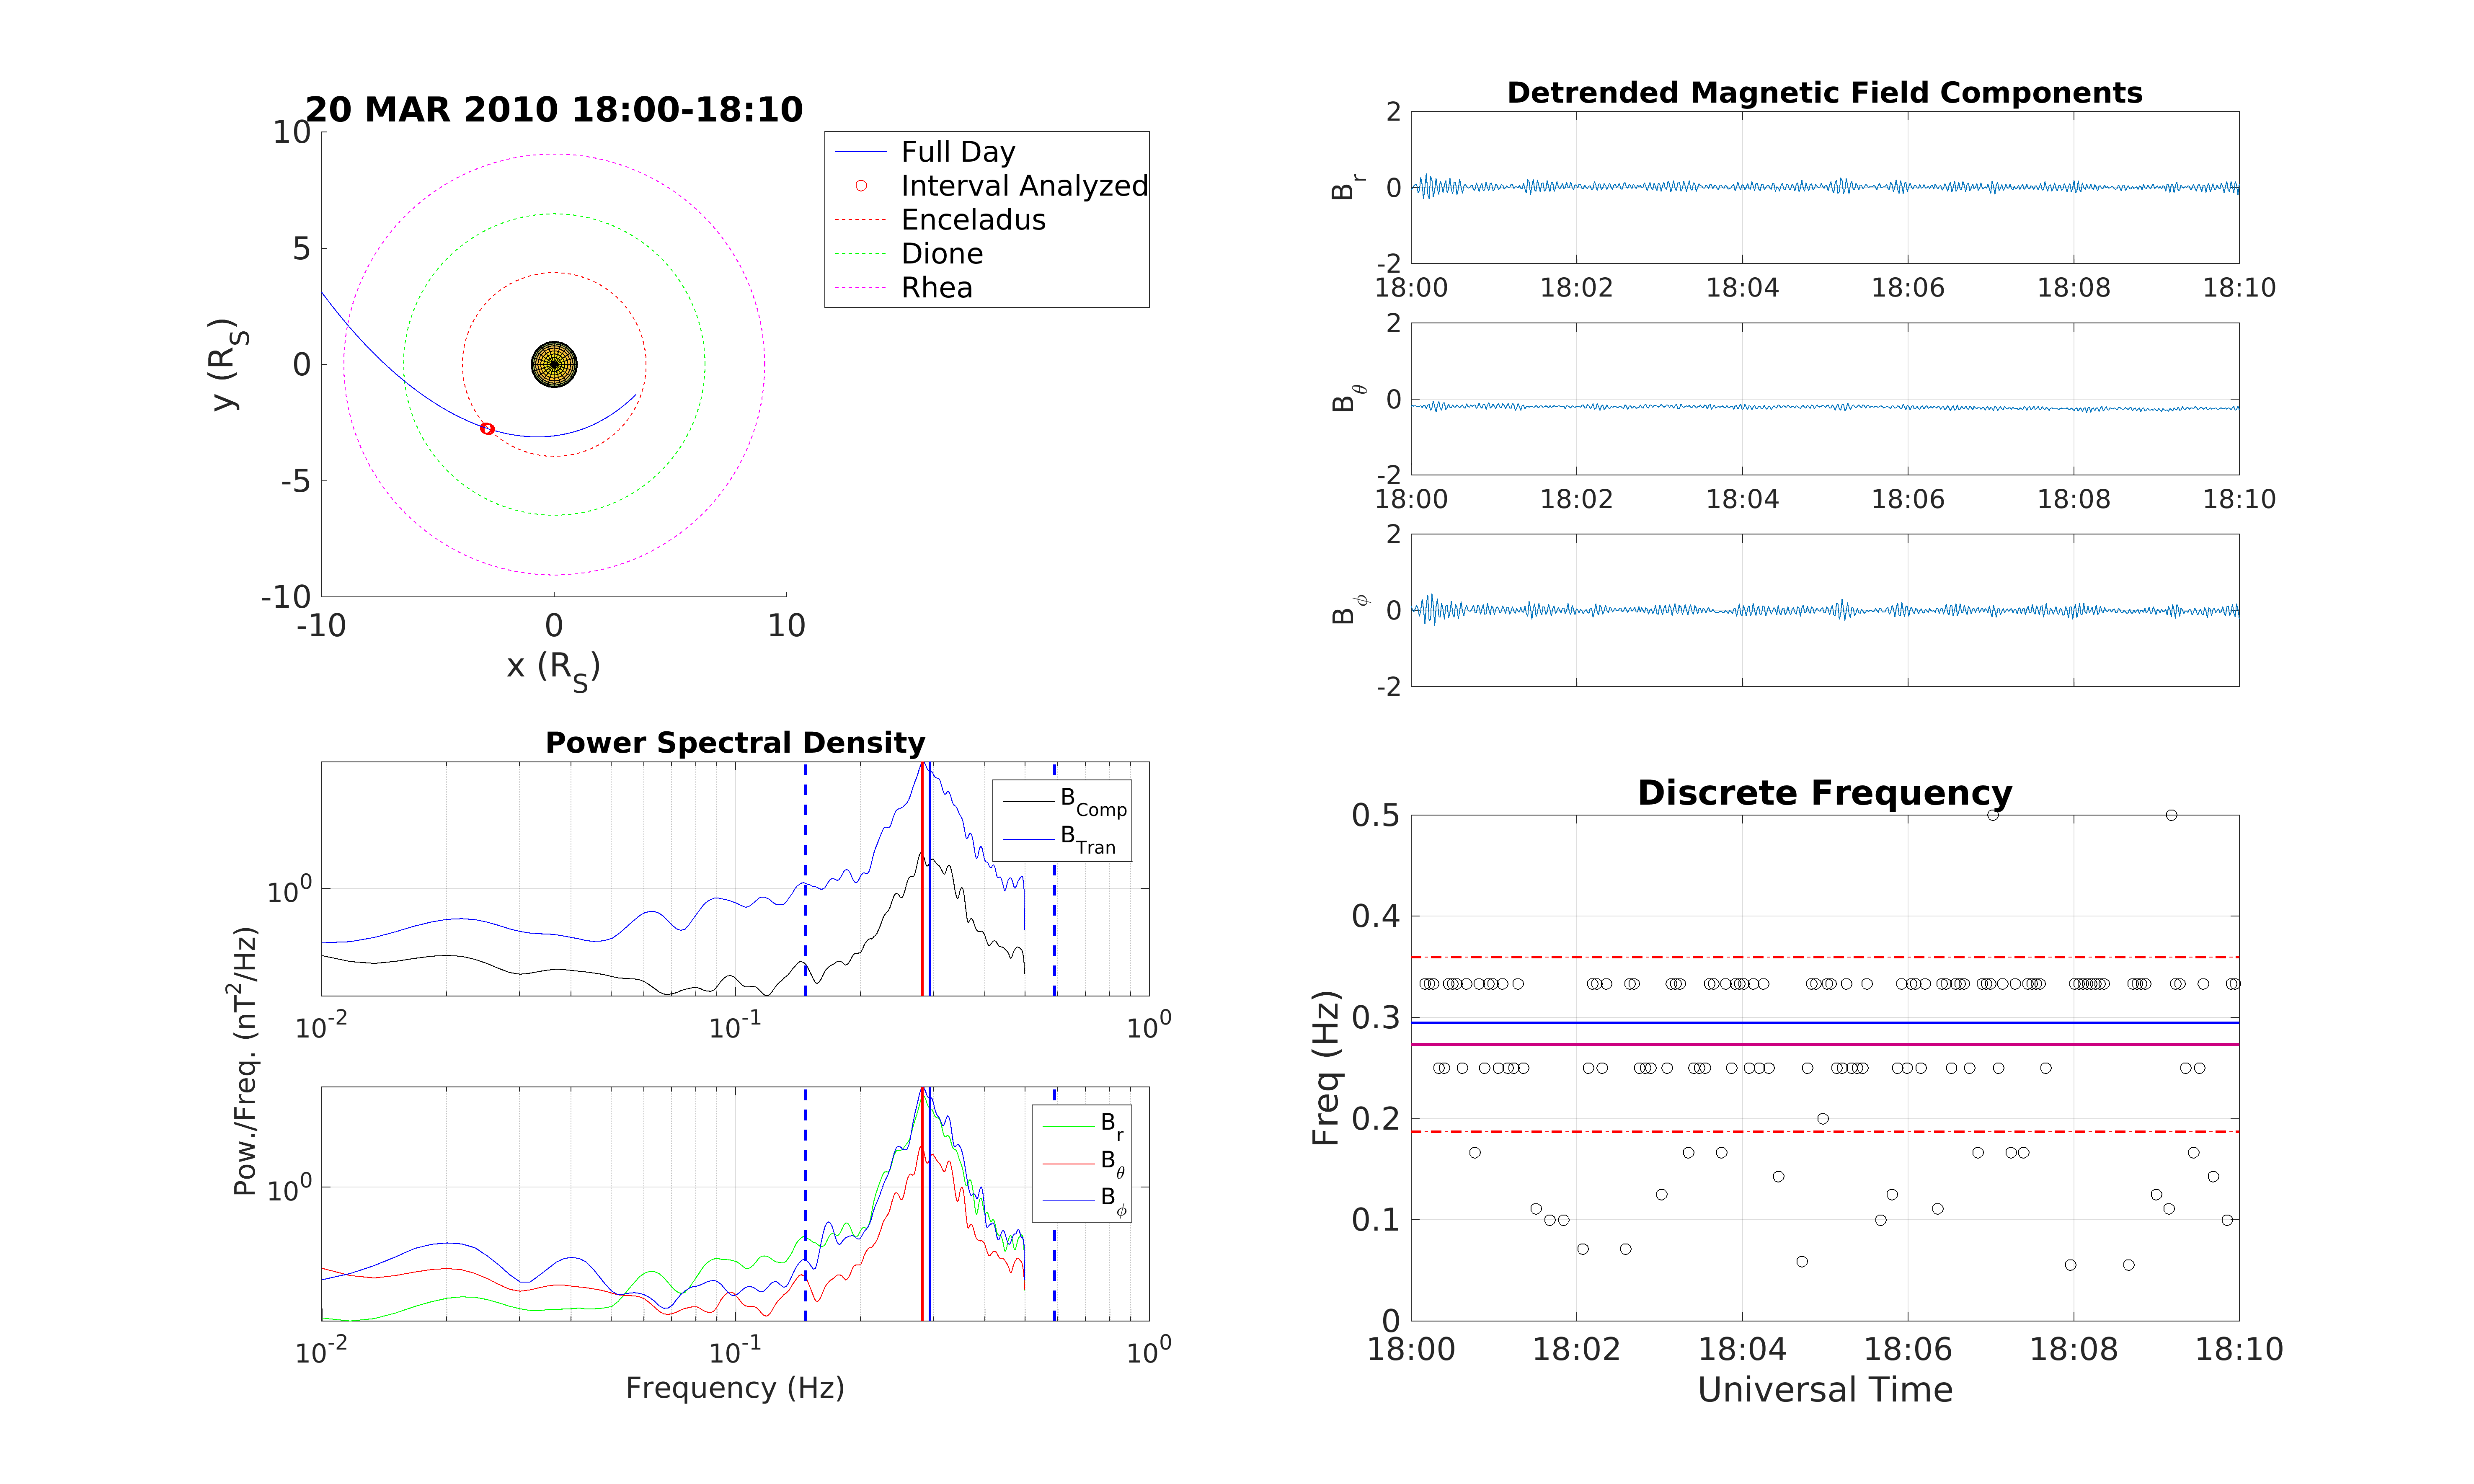 20 MAR 2010 18:00-18:10
10
5
0
-5
-10
-10
0
10
y (R_S)
x (R_S)
Full Day
Interval Analyzed
Enceladus
Dione
Rhea
Detrended Magnetic Field Components
B_r
2
0
-2
18:00
18:02
18:04
18:06
18:08
18:10
B_θ
2
0
-2
18:00
18:02
18:04
18:06
18:08
18:10
B_ϕ
2
0
-2
Power Spectral Density
B_Comp
B_Tran
10^0
10^-2
10^-1
10^0
Pow./Freq. (nT^2/Hz)
B_r
B_θ
B_ϕ
10^0
10^-2
10^-1
10^0
Frequency (Hz)
Discrete Frequency
Freq (Hz)
0.5
0.4
0.3
0.2
0.1
0
18:00
18:02
18:04
18:06
18:08
18:10
Universal Time